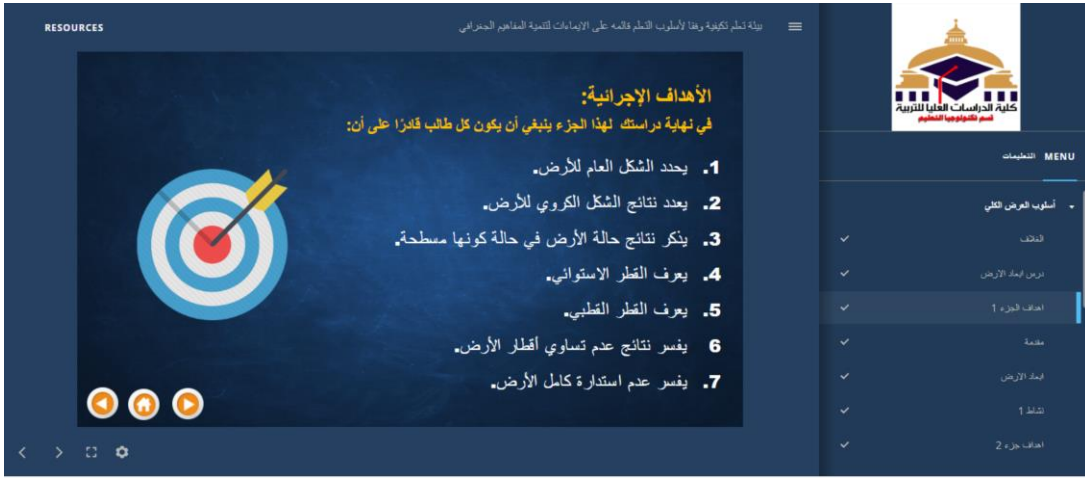 RESOURCES
بيئة تعلم تكيفية وفقا لأسلوب التعلم قائمه على الايماءات لتنمية المفاهيم الجغرافي
الأهداف الإجرائية:
في نهاية دراستك لهذا الجزء ينبغي أن يكون كل طالب قادرًا على أن:
1. يحدد الشكل العام للأرض.
2. يعدد نتائج الشكل الكروي للأرض.
3. يذكر نتائج حالة الأرض في حالة كونها مسطحة.
4. يعرف القطر الاستوائي.
5. يعرف القطر القطبي.
6 يفسر نتائج عدم تساوي أقطار الأرض.
7. يفسر عدم استدارة كامل الأرض.
كلية الدراسات العليا للتربية
قسم تكنولوجيا التعليم
MENU التعليمات
أسلوب العرض الكلي
الغلاف
درس ابعاد الارض
اهداف الجزء 1
مقدمة
ابعاد الارض
نشاط 1
اهداف جزء 2